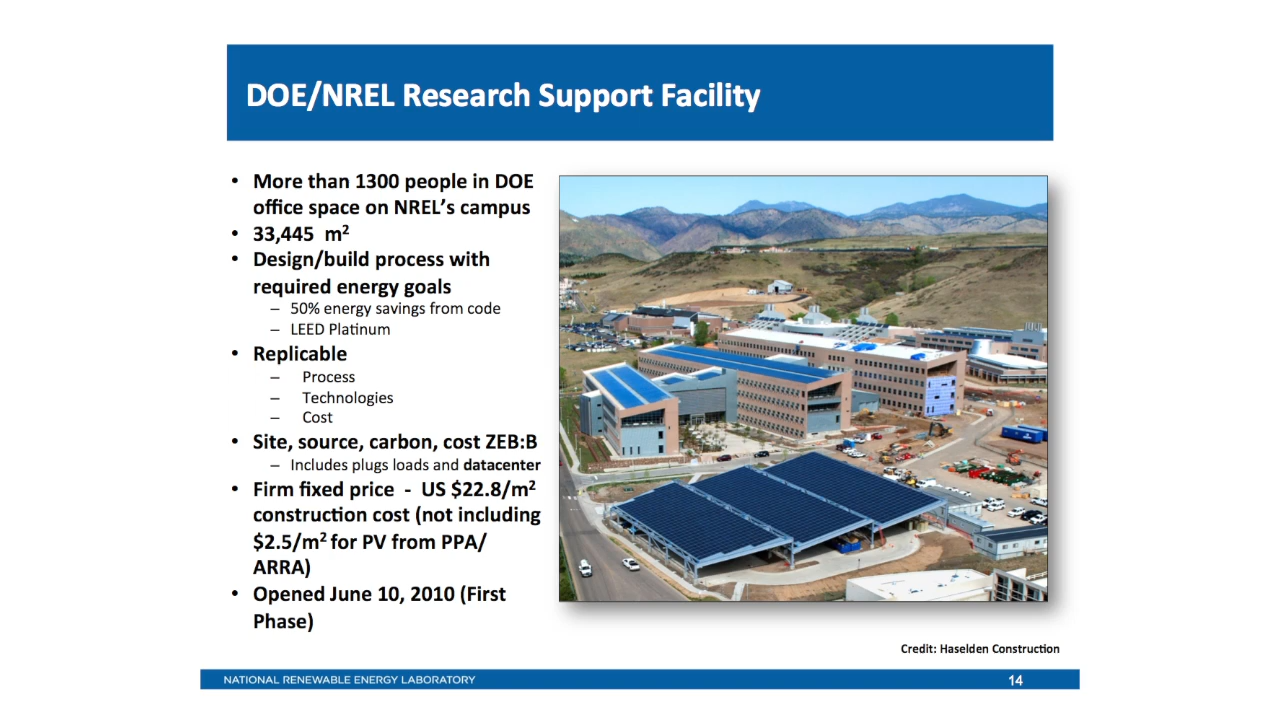 DOE/NREL Research Support Facility
• More than 1300 people in DOE
office space on NREL's campus
• 33,445 m²
• Design/build process with
required energy goals
– 50% energy savings from code
– LEED Platinum
• Replicable
– Process
– Technologies
– Cost
• Site, source, carbon, cost ZEB:B
– Includes plugs loads and datacenter
• Firm fixed price - US $22.8/m²
construction cost (not including
$2.5/m² for PV from PPA/
ARRA)
• Opened June 10, 2010 (First
Phase)
Credit: Haselden Construction
NATIONAL RENEWABLE ENERGY LABORATORY
14